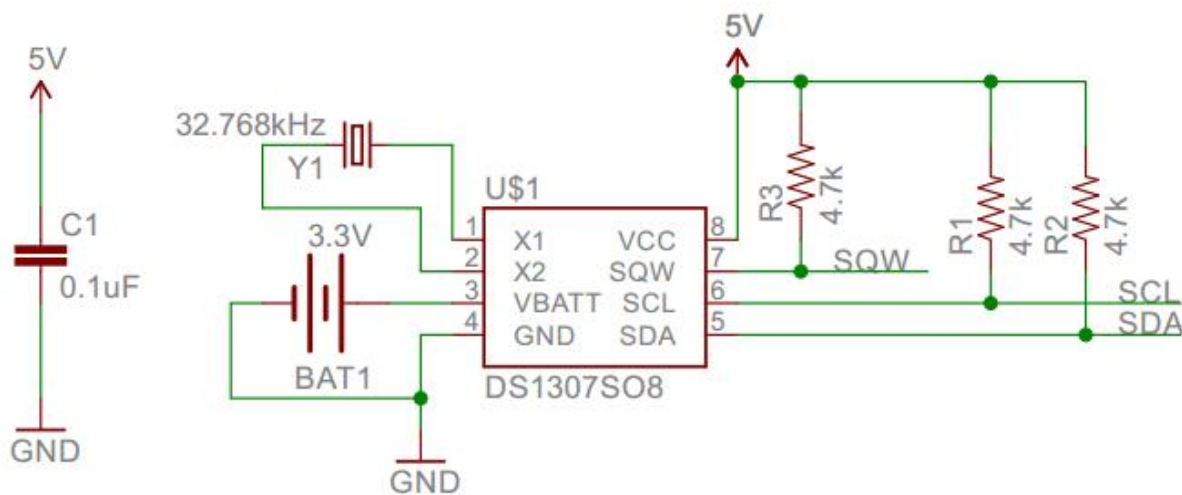 5V
C1
0.1uF
GND
32.768kHz
Y1
3.3V
BAT1
GND
U$1
1 X1 VCC 8
2 X2 SQW 7
3 VBATT SCL 6
4 GND SDA 5
DS1307SO8
5V
R3 4.7k
R1 4.7k
R2 4.7k
SQW
SCL
SDA